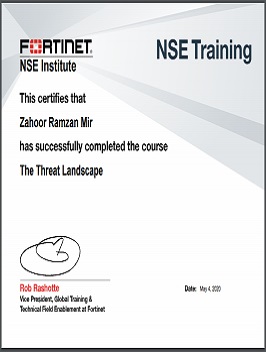 FORTINET
NSE Training
NSE Institute
This certifies that
Zahoor Ramzan Mir
has successfully completed the course
The Threat Landscape
Rob Rashotte
Vice President, Global Training &
Technical Field Enablement at Fortinet
Date: May 4, 2020